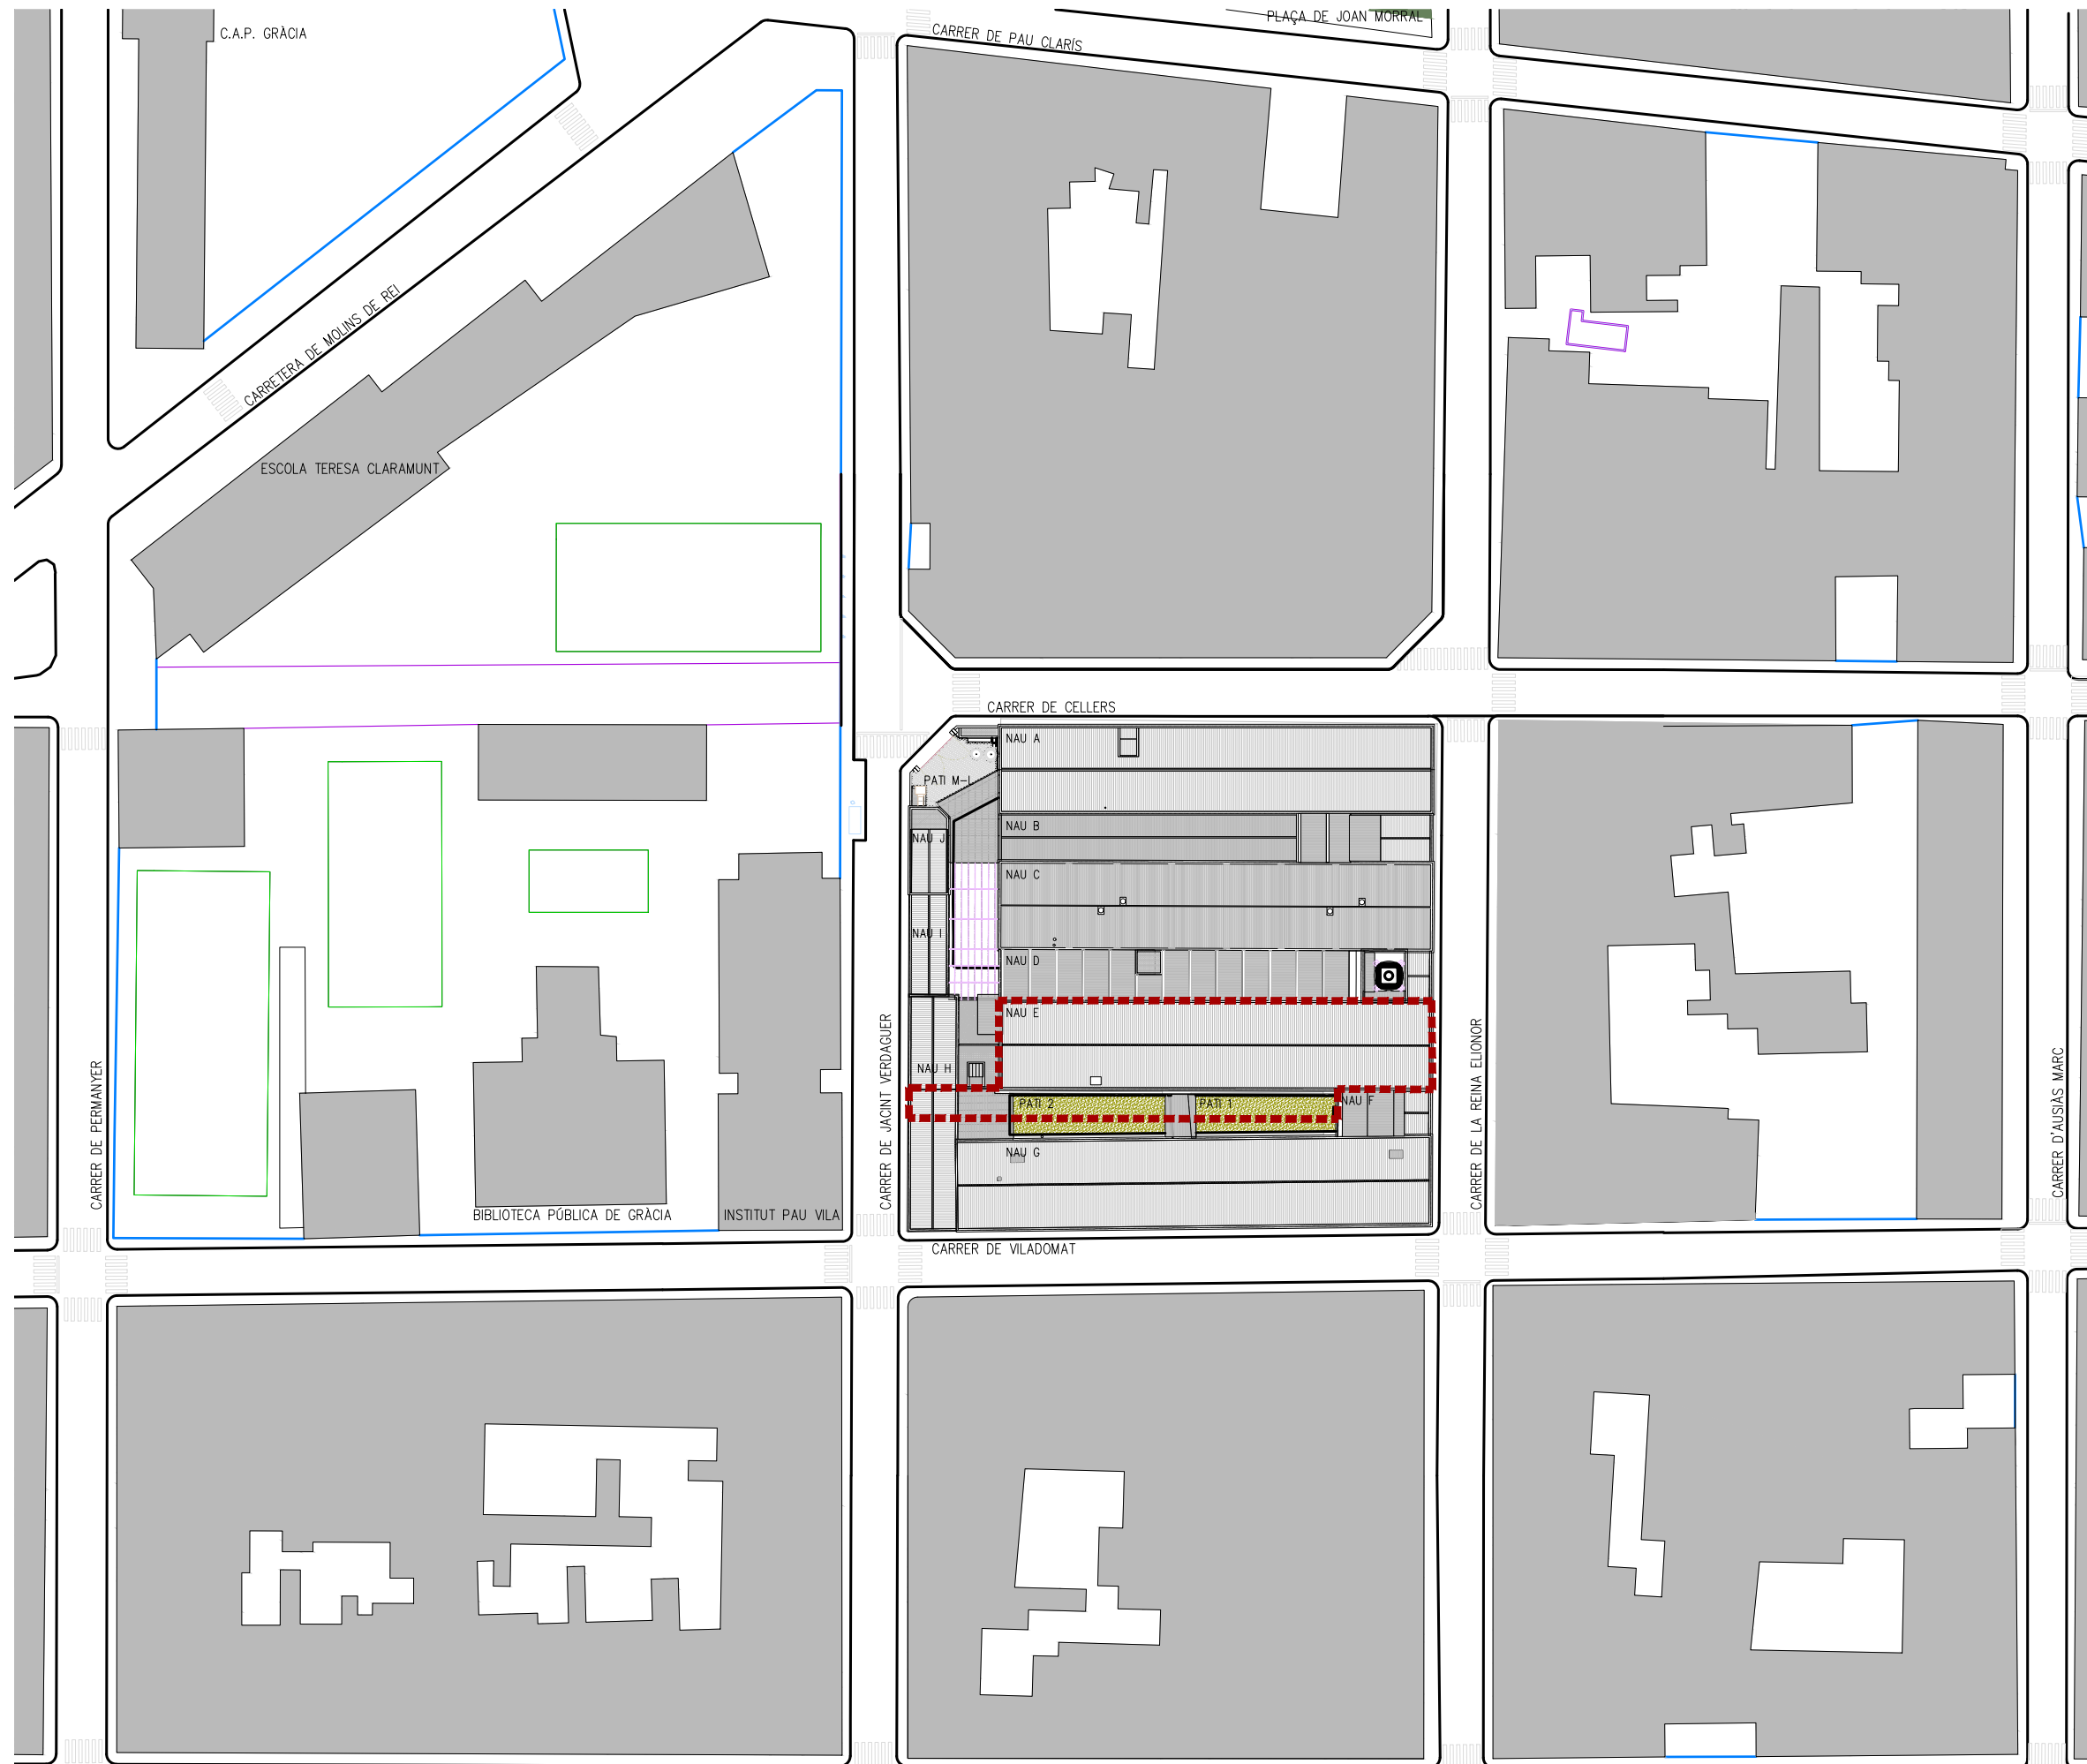 PLAÇA DE JOAN MORRAL
C.A.P. GRÀCIA
CARRER DE PAU CLARÍS
CARRETERA DE MOLINS DE REI
ESCOLA TERESA CLARAMUNT
CARRER DE CELLERS
NAU A
PATI M-L
NAU B
NAU J
NAU C
NAU I
NAU D
NAU E
NAU H
PATI 2
PATI 1
NAU F
NAU G
CARRER DE PERMANYER
CARRER DE JACINT VERDAGUER
CARRER DE LA REINA ELIONOR
CARRER D'AUSIÀS MARC
BIBLIOTECA PÚBLICA DE GRÀCIA
INSTITUT PAU VILA
CARRER DE VILADOMAT